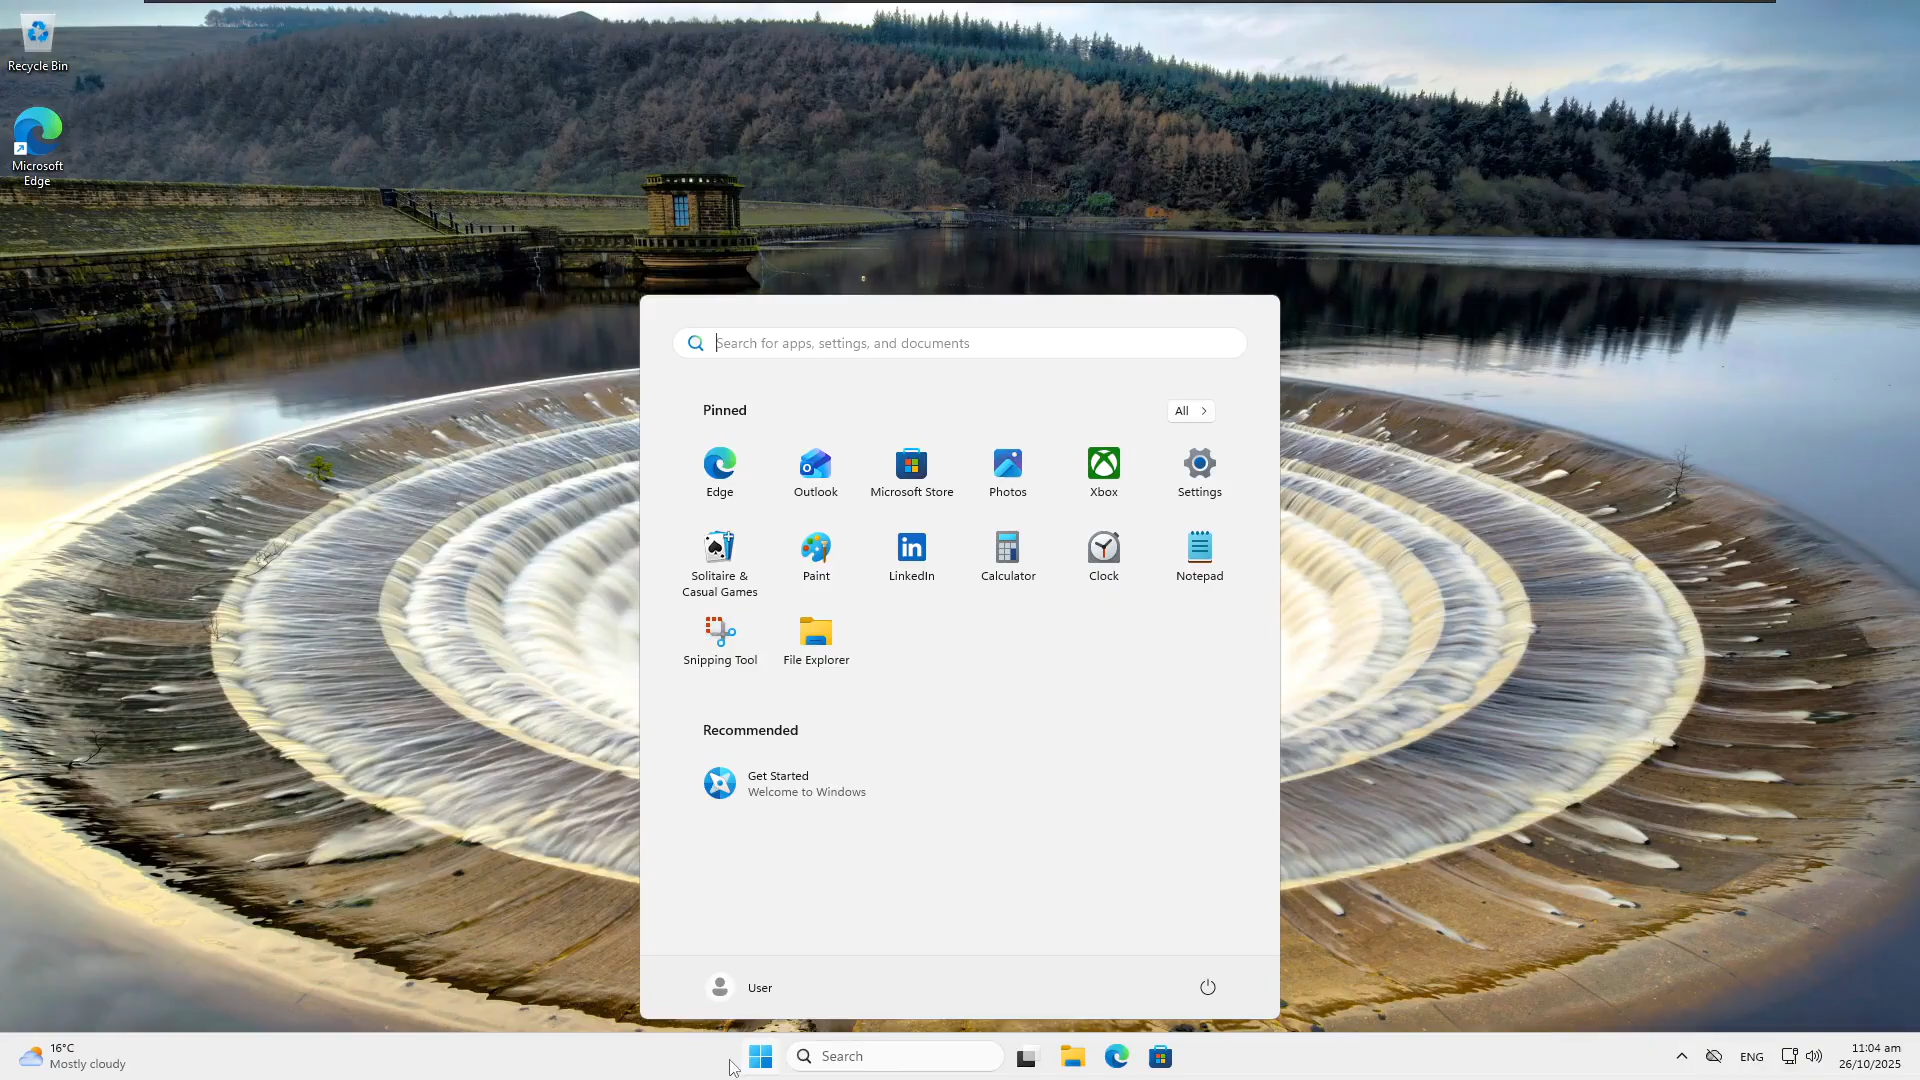 Recycle Bin
Microsoft
Edge
Search for apps, settings, and documents
Pinned
All
Edge
Outlook
Microsoft Store
Photos
Xbox
Settings
Solitaire &
Casual Games
Paint
LinkedIn
Calculator
Clock
Notepad
Snipping Tool
File Explorer
Recommended
Get Started
Welcome to Windows
User
16°C
Mostly cloudy
Search
ENG
11:04 am
26/10/2025